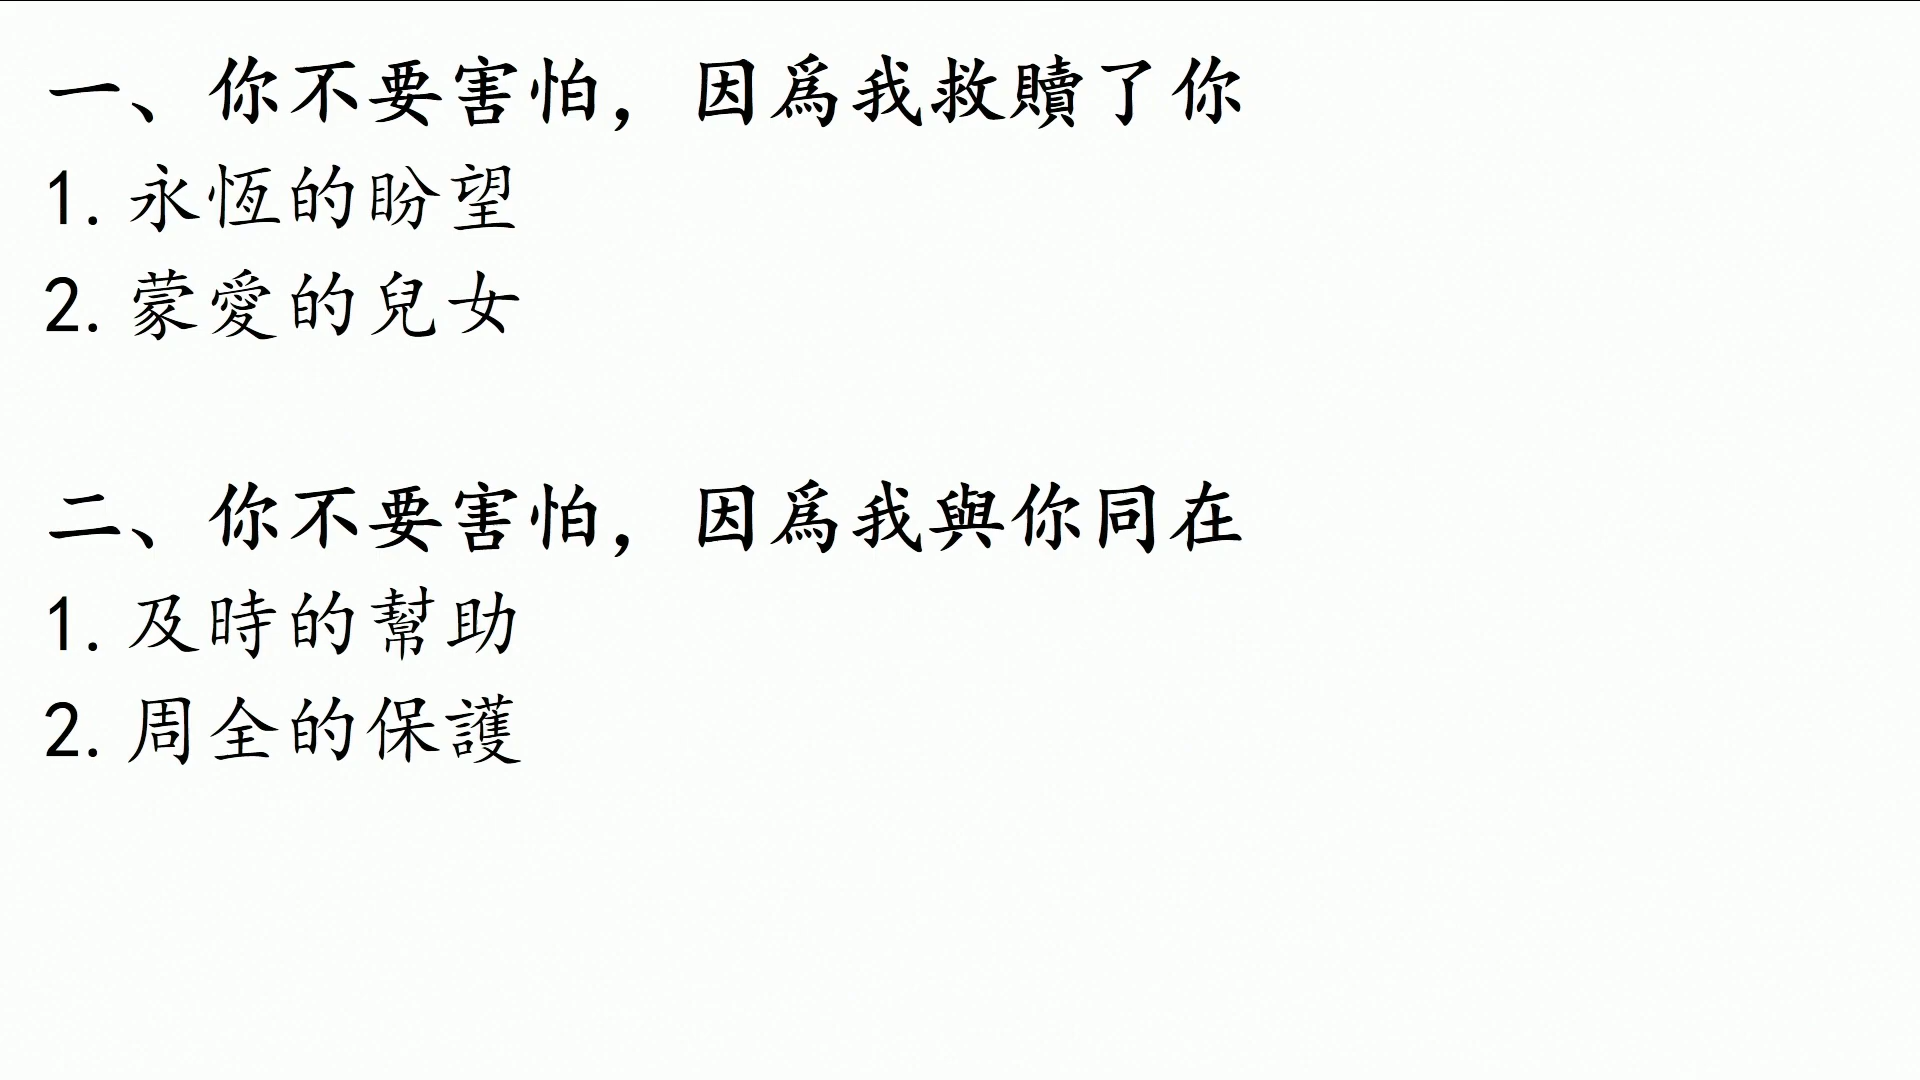 一、你不要害怕，因爲我救贖了你
1.永恆的盼望
2.蒙愛的兒女
二、你不要害怕，因爲我與你同在
1.及時的幫助
2.周全的保護